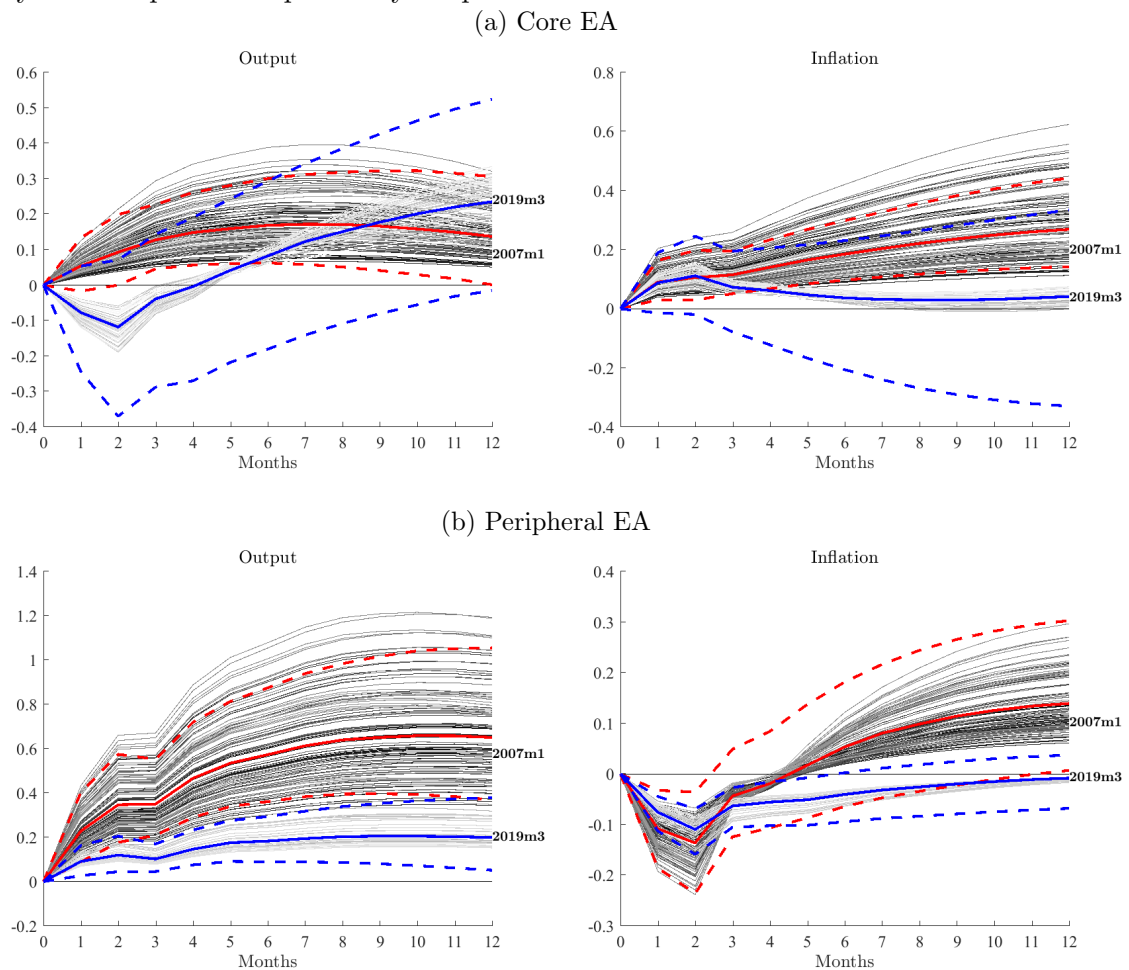 (a) Core EA
Output
0.6
0.5
0.4
0.3
0.2
0.1
0
-0.1
-0.2
-0.3
-0.4
2019m3
2007m1
0 1 2 3 4 5 6 7 8 9 10 11 12
Months
Inflation
0.8
0.6
0.4
0.2
0
-0.2
-0.4
2007m1
2019m3
0 1 2 3 4 5 6 7 8 9 10 11 12
Months
(b) Peripheral EA
Output
1.4
1.2
1
0.8
0.6
0.4
0.2
0
-0.2
2007m1
2019m3
0 1 2 3 4 5 6 7 8 9 10 11 12
Months
Inflation
0.4
0.3
0.2
0.1
0
-0.1
-0.2
-0.3
2007m1
2019m3
0 1 2 3 4 5 6 7 8 9 10 11 12
Months